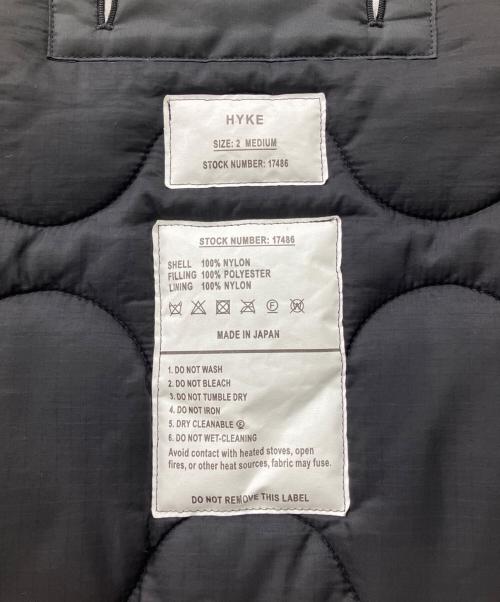 HYKE
SIZE: 2 MEDIUM
STOCK NUMBER: 17486
STOCK NUMBER: 17486
SHELL 100% NYLON
FILLING 100% POLYESTER
LINING 100% NYLON
MADE IN JAPAN
1. DO NOT WASH
2. DO NOT BLEACH
3. DO NOT TUMBLE DRY
4. DO NOT IRON
5. DRY CLEANABLE Ⓕ
6. DO NOT WET-CLEANING
Avoid contact with heated stoves, open
fires, or other heat sources, fabric may fuse.
DO NOT REMOVE THIS LABEL